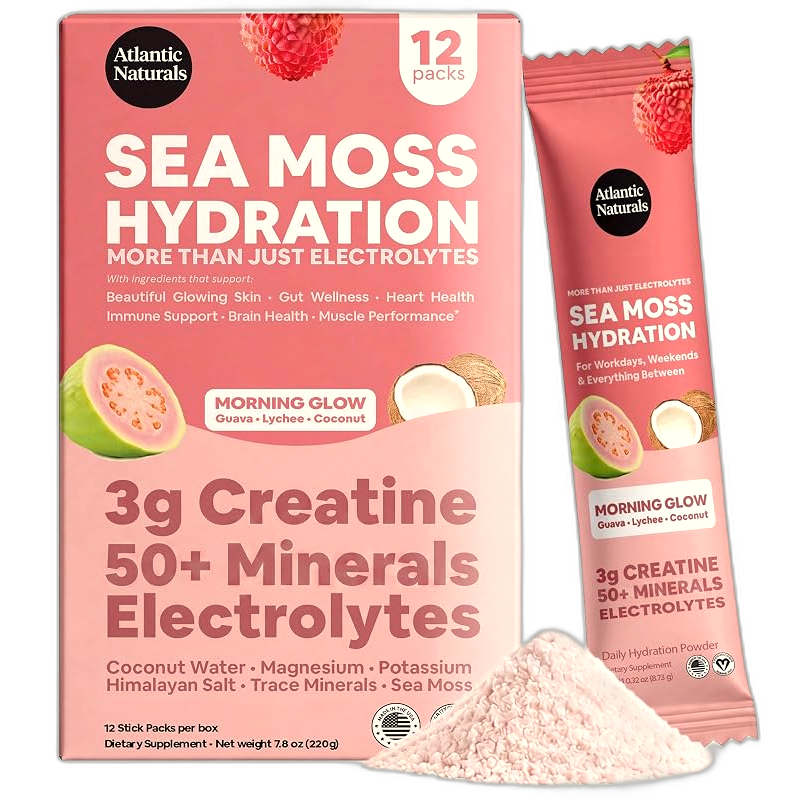 Atlantic
Naturals
12
packs
SEA MOSS
HYDRATION
MORE THAN JUST ELECTROLYTES
With ingredients that support:
Beautiful Glowing Skin · Gut Wellness · Heart Health
Immune Support · Brain Health · Muscle Performance*
MORNING GLOW
Guava • Lychee • Coconut
3g Creatine
50+ Minerals
Electrolytes
Coconut Water • Magnesium • Potassium
Himalayan Salt • Trace Minerals • Sea Moss
12 Stick Packs per box
Dietary Supplement • Net weight 7.8 oz (220g)
MADE IN THE USA
Atlantic
Naturals
MORE THAN JUST ELECTROLYTES
SEA MOSS
HYDRATION
For Workdays, Weekends
& Everything Between
MORNING GLOW
Guava • Lychee • Coconut
3g CREATINE
50+ MINERALS
ELECTROLYTES
Daily Hydration Powder
Supplement
0.32 oz (8.73 g)